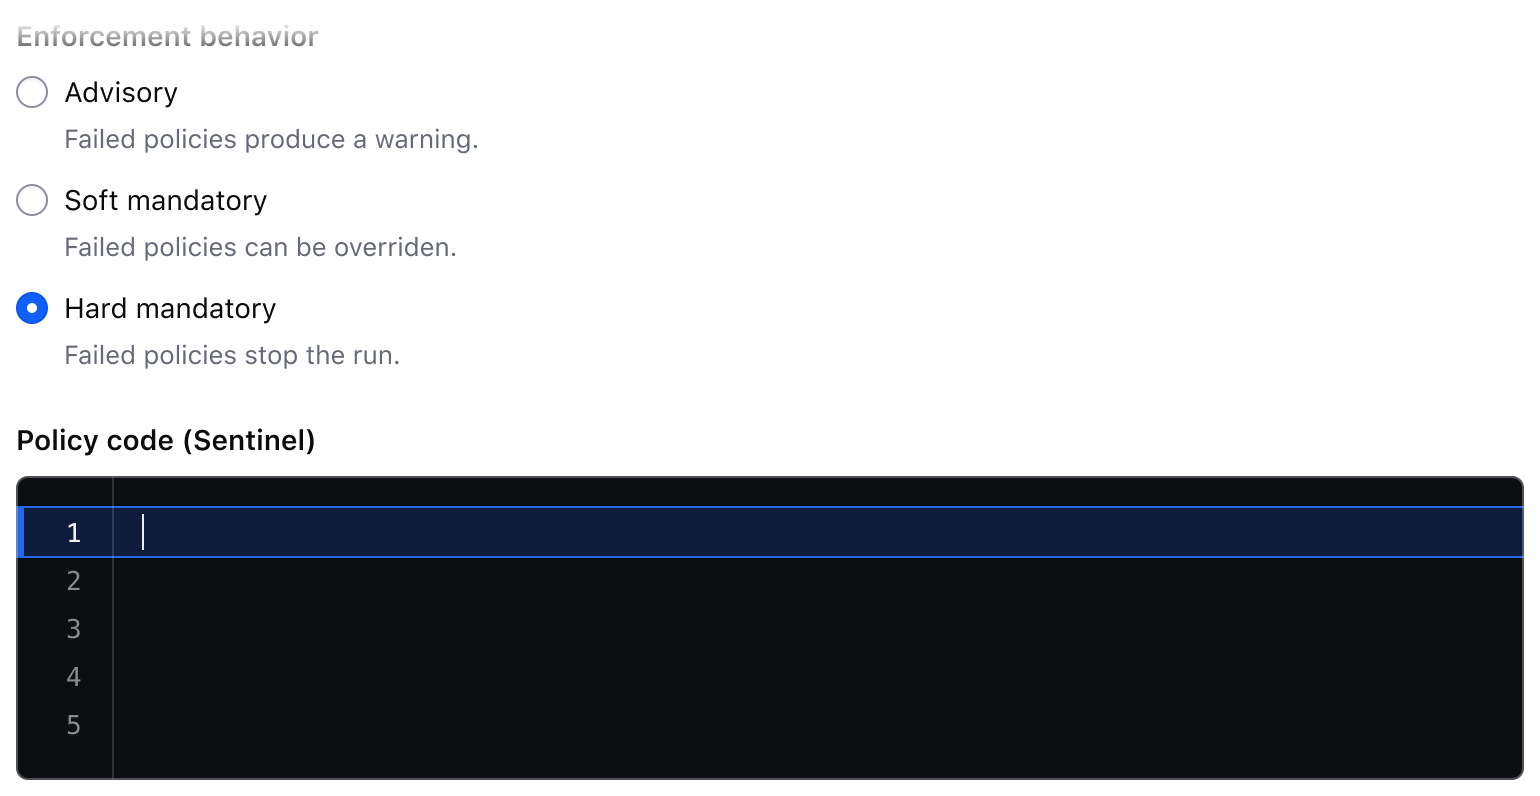 Enforcement behavior
Advisory
Failed policies produce a warning.
Soft mandatory
Failed policies can be overriden.
Hard mandatory
Failed policies stop the run.
Policy code (Sentinel)
1
2
3
4
5